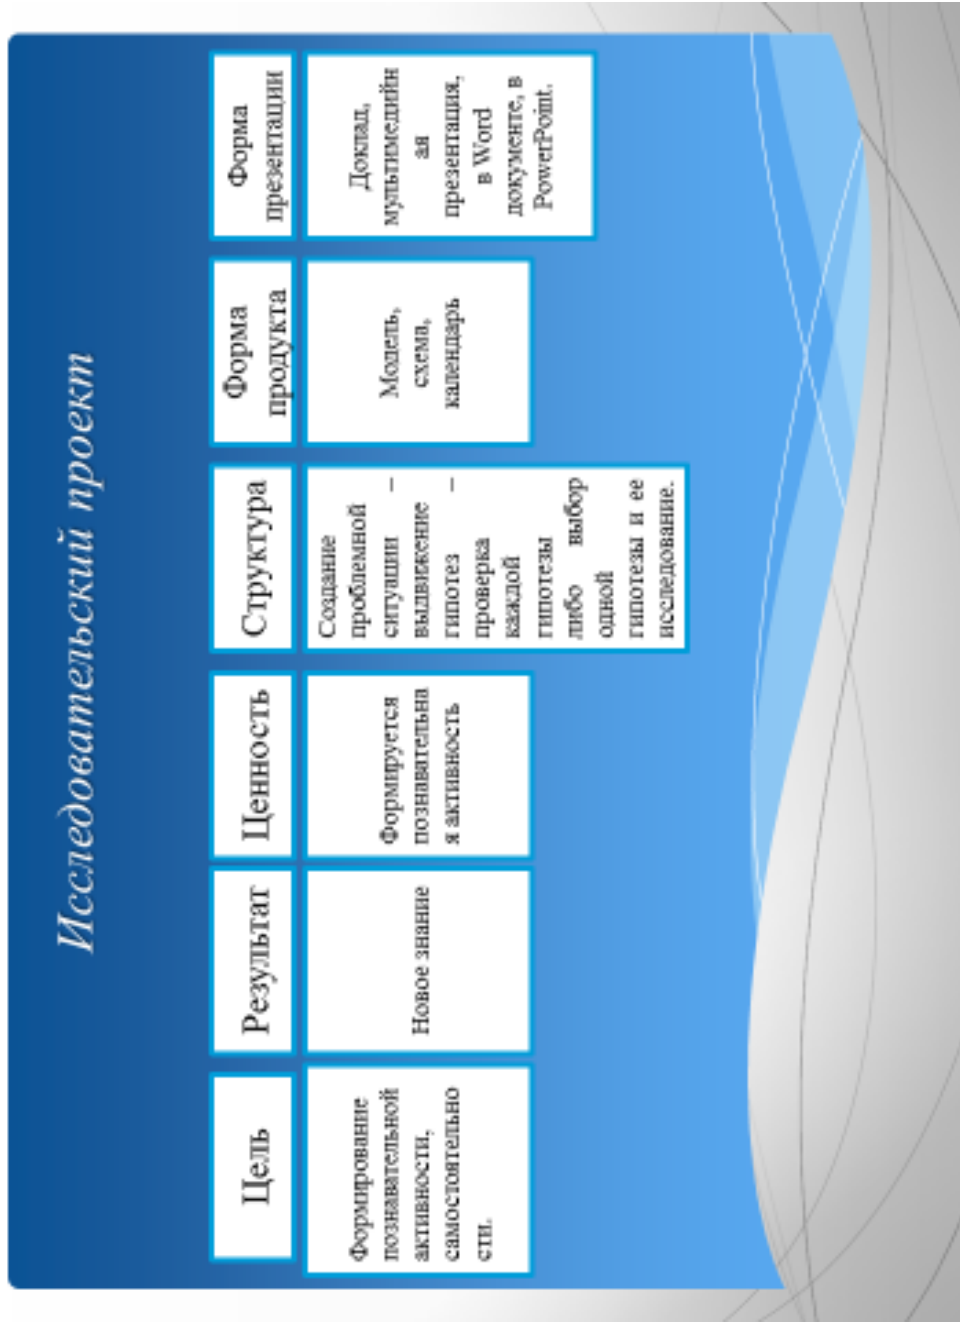 Исследовательский проект
Цель
Формирование
познавательной
активности,
самостоятельно
сти.
Результат
Новое знание
Ценность
Формируется
познавательна
я активность
Структура
Создание
проблемной
ситуации –
выдвижение
гипотез –
проверка
каждой
гипотезы
либо выбор
одной
гипотезы и ее
исследование.
Форма
продукта
Модель,
схема,
календарь
Форма
презентации
Доклад,
мультимедийн
ая
презентация,
в Word
документе, в
PowerPoint.